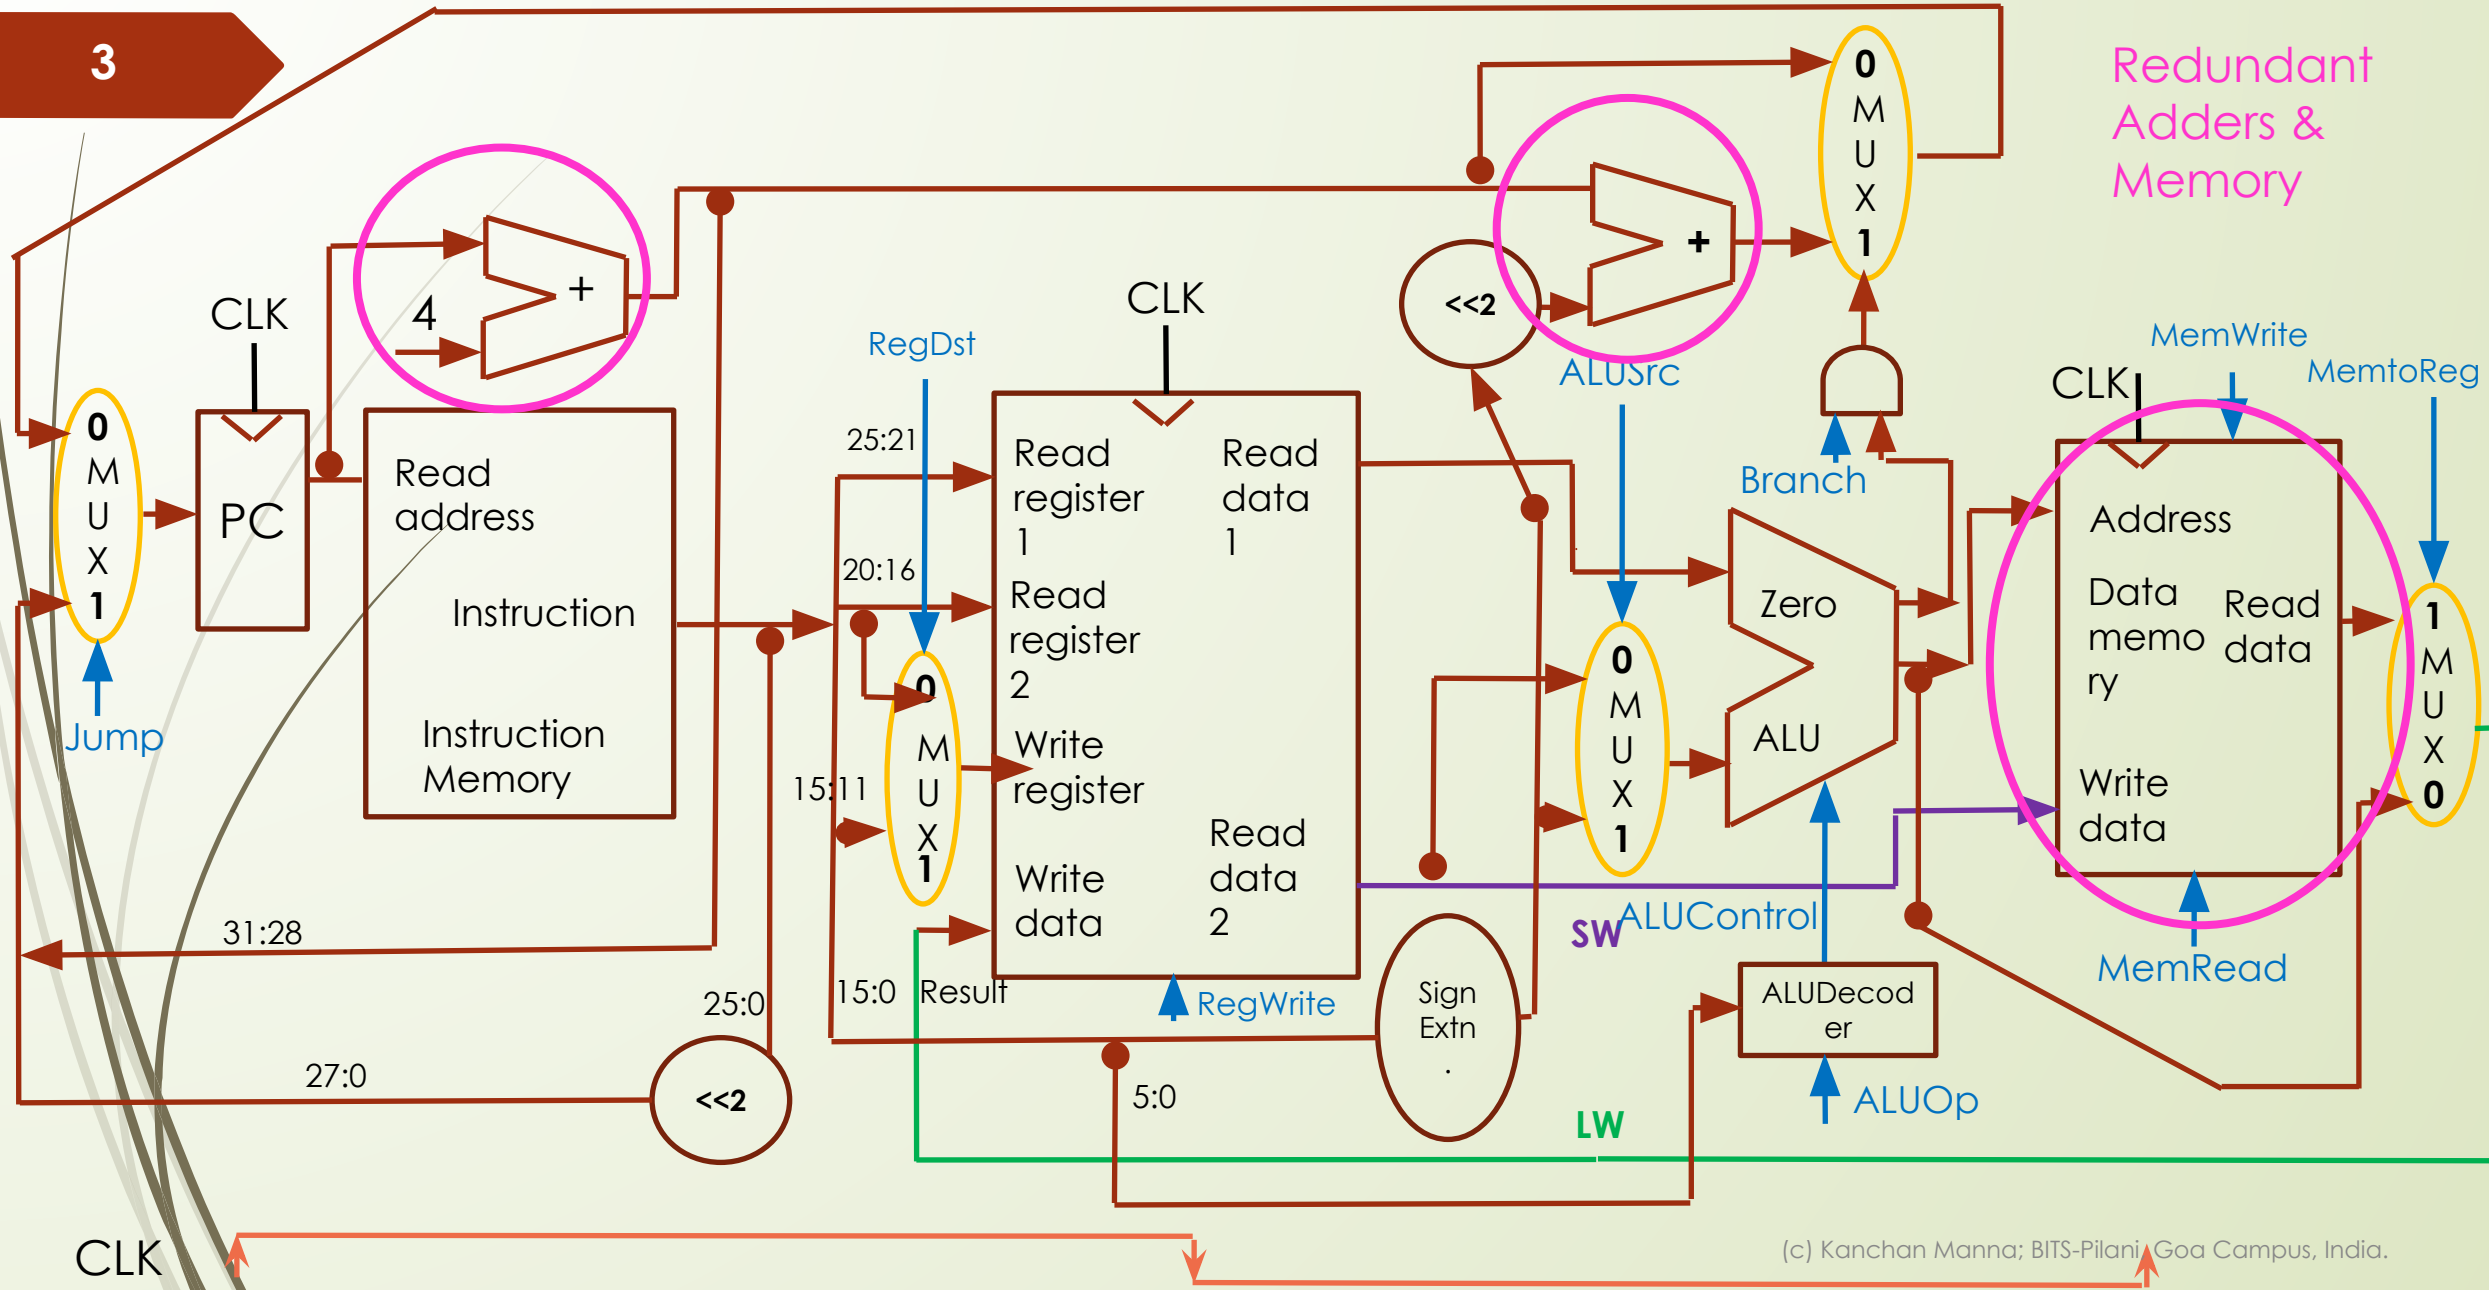 3
Redundant
Adders &
Memory
0
M
U
X
1
+
+
4
<<2
CLK
CLK
RegDst
ALUSrc
MemWrite
CLK
MemtoReg
0
M
U
X
1
PC
Jump
Read
address
Instruction
Instruction
Memory
25:21
20:16
15:11
0
M
U
X
1
Read
register
1
Read
data
1
Read
register
2
Write
register
Write
data
Read
data
2
Branch
Zero
ALU
0
M
U
X
1
Address
Data
memo
ry
Read
data
Write
data
1
M
U
X
0
SW
ALUControl
MemRead
31:28
25:0
15:0
Result
RegWrite
Sign
Extn
.
ALUDecod
er
27:0
<<2
5:0
ALUOp
LW
CLK
(c) Kanchan Manna; BITS-Pilani, Goa Campus, India.